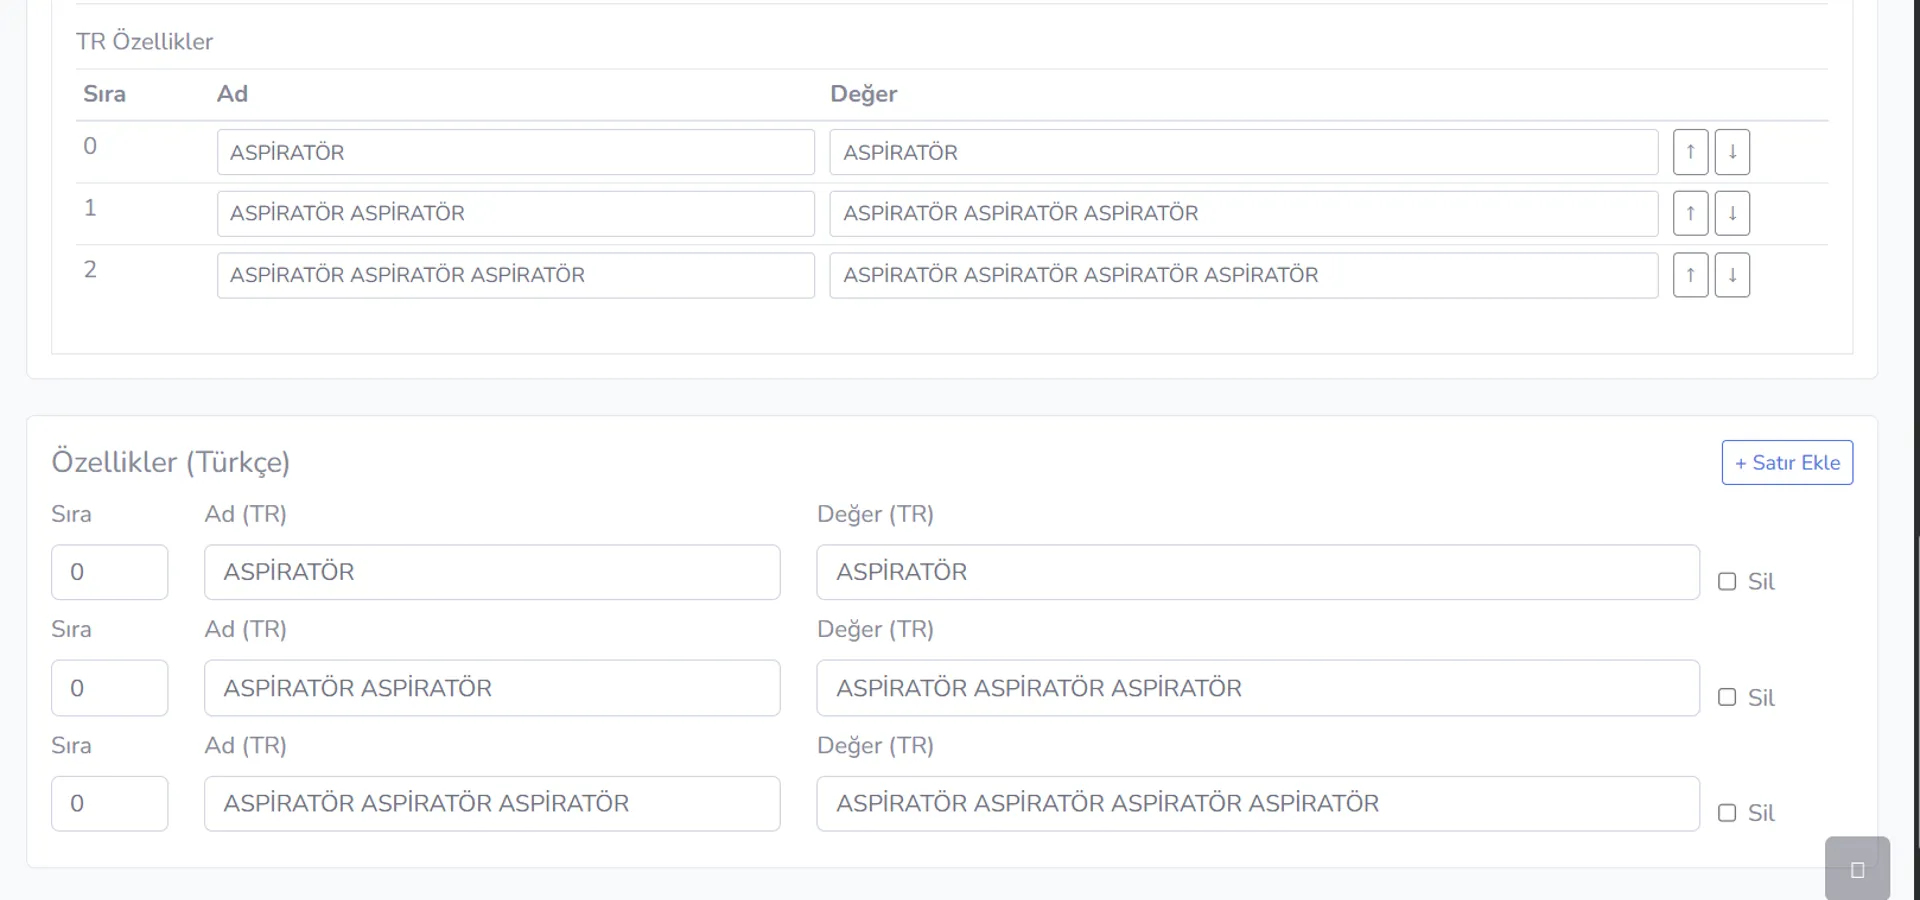 TR Özellikler
Sıra Ad Değer
0 ASPİRATÖR ASPİRATÖR ↑ ↓
1 ASPİRATÖR ASPİRATÖR ASPİRATÖR ASPİRATÖR ASPİRATÖR ↑ ↓
2 ASPİRATÖR ASPİRATÖR ASPİRATÖR ASPİRATÖR ASPİRATÖR ASPİRATÖR ASPİRATÖR ↑ ↓
Özellikler (Türkçe) + Satır Ekle
Sıra Ad (TR) Değer (TR)
0 ASPİRATÖR ASPİRATÖR Sil
Sıra Ad (TR) Değer (TR)
0 ASPİRATÖR ASPİRATÖR ASPİRATÖR ASPİRATÖR ASPİRATÖR Sil
Sıra Ad (TR) Değer (TR)
0 ASPİRATÖR ASPİRATÖR ASPİRATÖR ASPİRATÖR ASPİRATÖR ASPİRATÖR ASPİRATÖR Sil